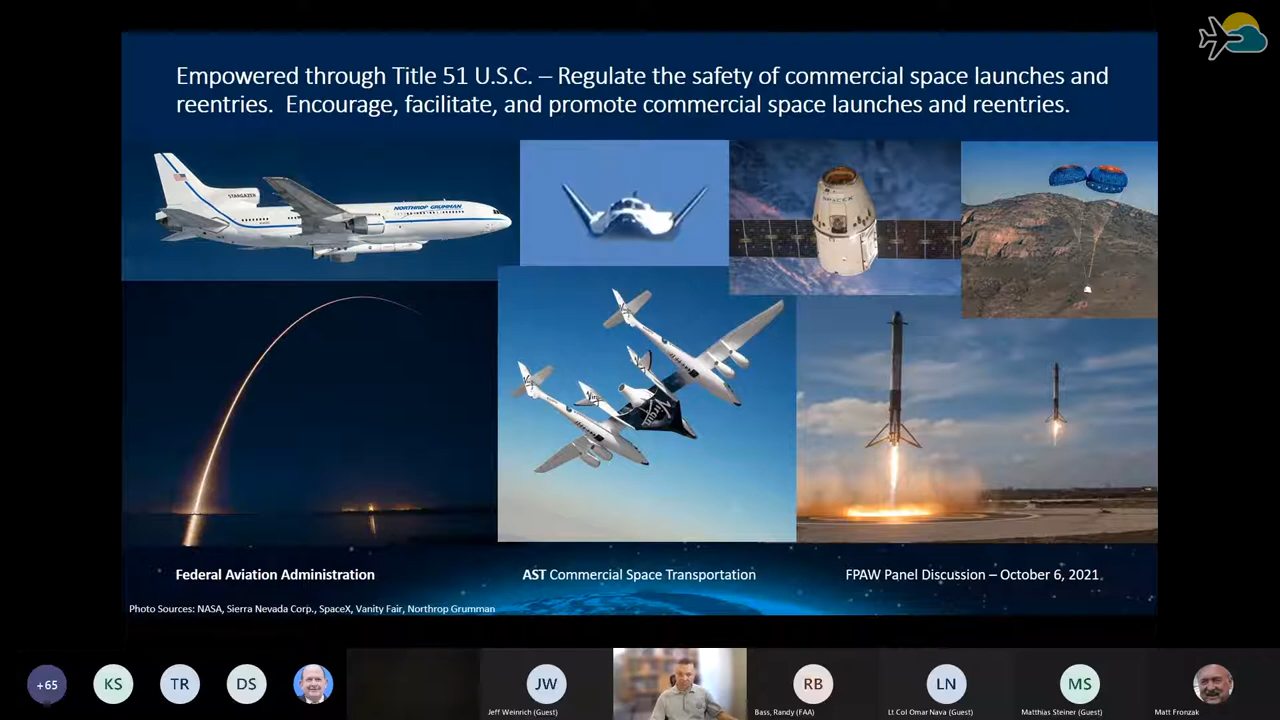 Empowered through Title 51 U.S.C. – Regulate the safety of commercial space launches and
reentries.  Encourage, facilitate, and promote commercial space launches and reentries.
STARGAZER
NORTHROP GRUMMAN
SPACEX
Virgin
Federal Aviation Administration
AST Commercial Space Transportation
FPAW Panel Discussion – October 6, 2021
Photo Sources: NASA, Sierra Nevada Corp., SpaceX, Vanity Fair, Northrop Grumman
+65
KS
TR
DS
JW
RB
LN
MS
Jeff Weinrich (Guest)
Bass, Randy (FAA)
Lt Col Omar Nava (Guest)
Matthias Steiner (Guest)
Matt Fronzak